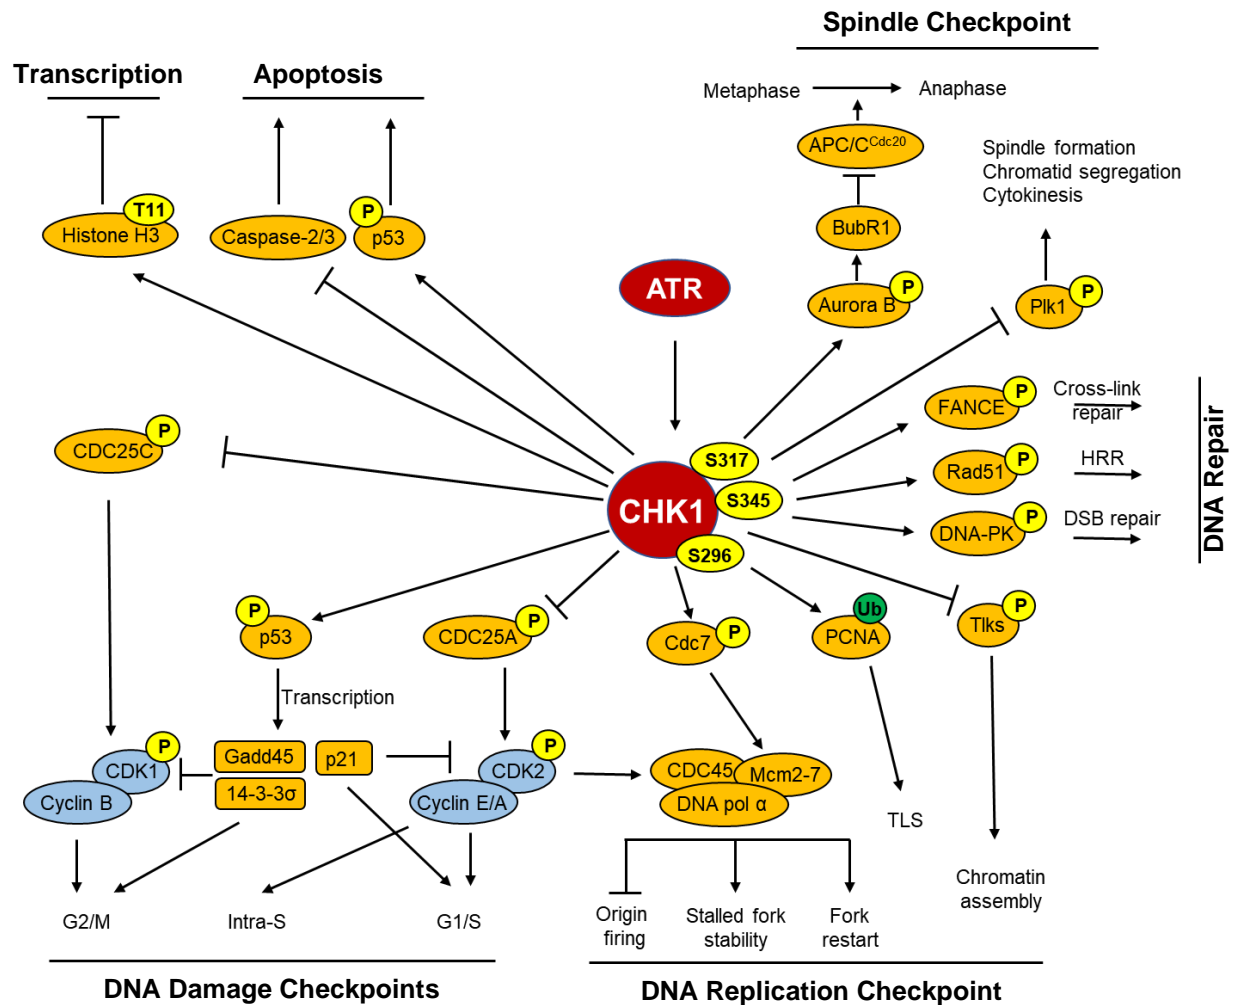 Spindle Checkpoint
Transcription
Apoptosis
Metaphase
Anaphase
APC/C^Cdc20
Spindle formation
Chromatid segregation
Cytokinesis
T11
Histone H3
Caspase-2/3
P
p53
BubR1
ATR
Aurora B
P
Plk1
P
FANCE
P
Cross-link
repair
CDC25C
P
S317
Rad51
P
HRR
CHK1
S345
DNA-PK
P
DSB repair
DNA Repair
S296
P
p53
CDC25A
P
Cdc7
P
Ub
PCNA
Tlks
P
Transcription
CDK1
P
Cyclin B
Gadd45
14-3-3σ
p21
CDK2
P
Cyclin E/A
CDC45
Mcm2-7
DNA pol α
TLS
Chromatin
assembly
G2/M
Intra-S
G1/S
Origin
firing
Stalled fork
stability
Fork
restart
DNA Damage Checkpoints
DNA Replication Checkpoint